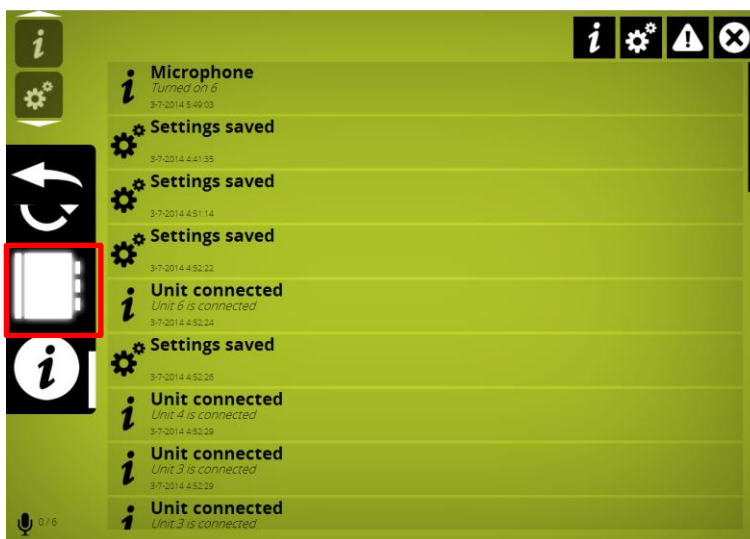 Microphone
Turned on 6
3-7-2014 5:49:03
Settings saved
3-7-2014 4:41:35
Settings saved
3-7-2014 4:51:14
Settings saved
3-7-2014 4:52:22
Unit connected
Unit 6 is connected
3-7-2014 4:52:24
Settings saved
3-7-2014 4:52:26
Unit connected
Unit 4 is connected
3-7-2014 4:52:29
Unit connected
Unit 3 is connected
3-7-2014 4:52:29
Unit connected
Unit 3 is connected
0/6